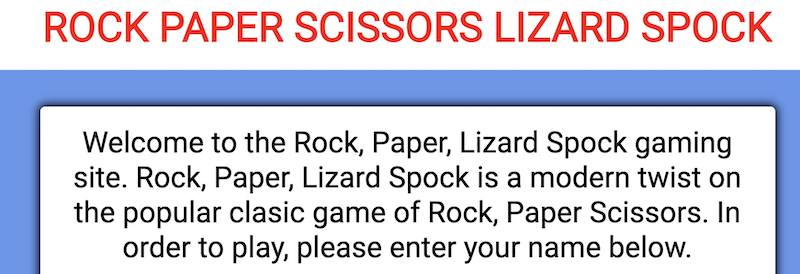 ROCK PAPER SCISSORS LIZARD SPOCK
Welcome to the Rock, Paper, Lizard Spock gaming
site. Rock, Paper, Lizard Spock is a modern twist on
the popular clasic game of Rock, Paper Scissors. In
order to play, please enter your name below.